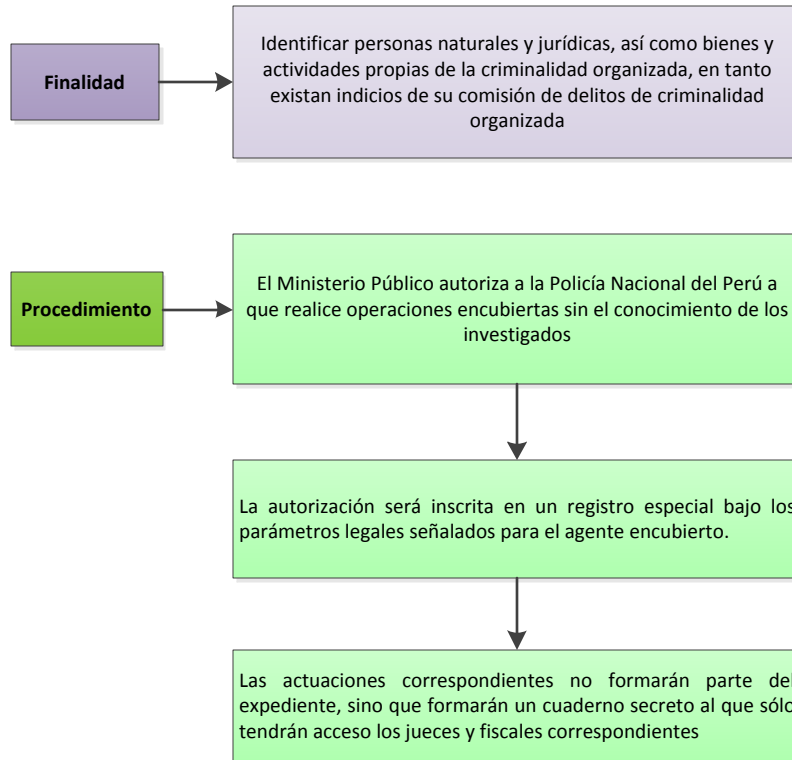 Finalidad
Identificar personas naturales y jurídicas, así como bienes y
actividades propias de la criminalidad organizada, en tanto
existan indicios de su comisión de delitos de criminalidad
organizada
Procedimiento
El Ministerio Público autoriza a la Policía Nacional del Perú a
que realice operaciones encubiertas sin el conocimiento de los
investigados
La autorización será inscrita en un registro especial bajo los
parámetros legales señalados para el agente encubierto.
Las actuaciones correspondientes no formarán parte del
expediente, sino que formarán un cuaderno secreto al que sólo
tendrán acceso los jueces y fiscales correspondientes